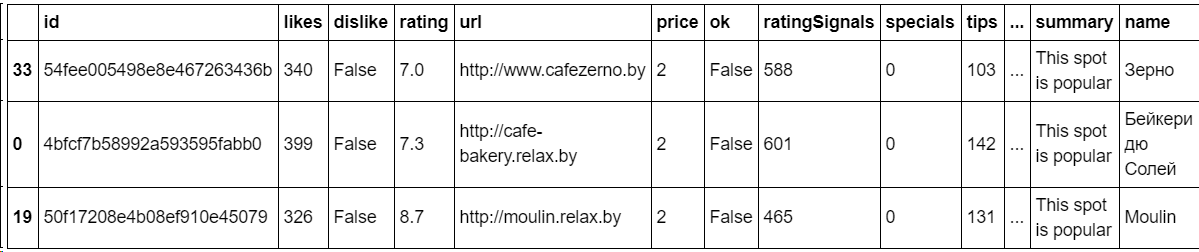 id likes dislike rating url price ok ratingSignals specials tips ... summary name
33 54fee005498e8e467263436b 340 False 7.0 http://www.cafezerno.by 2 False 588 0 103 ... This spot is popular Зерно
0 4bfcf7b58992a593595fabb0 399 False 7.3 http://cafe-bakery.relax.by 2 False 601 0 142 ... This spot is popular Бейкери дю Солей
19 50f17208e4b08ef910e45079 326 False 8.7 http://moulin.relax.by 2 False 465 0 131 ... This spot is popular Moulin